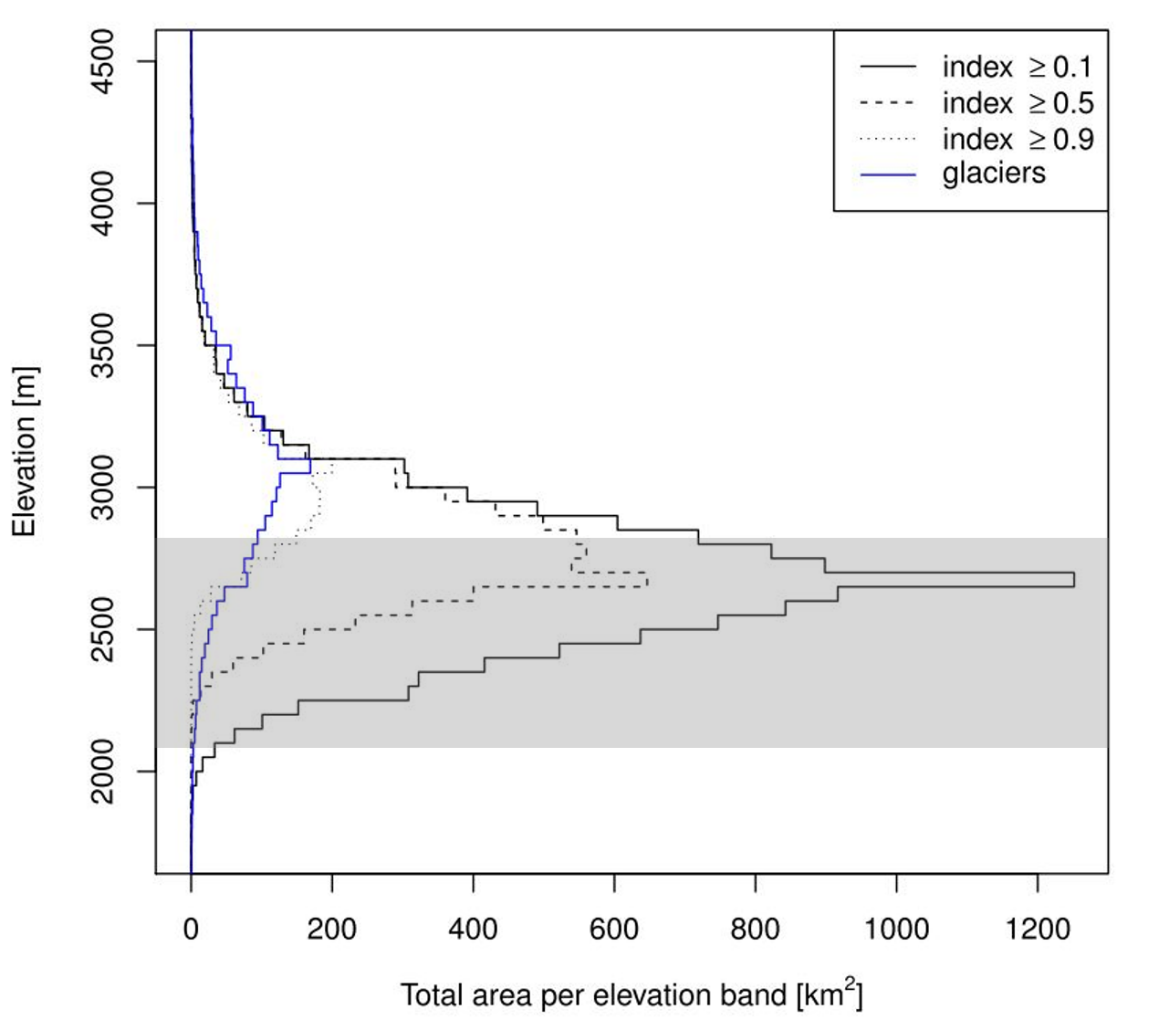 index ≥ 0.1
index ≥ 0.5
index ≥ 0.9
glaciers
Elevation [m]
4500
4000
3500
3000
2500
2000
0 200 400 600 800 1000 1200
Total area per elevation band [km²]